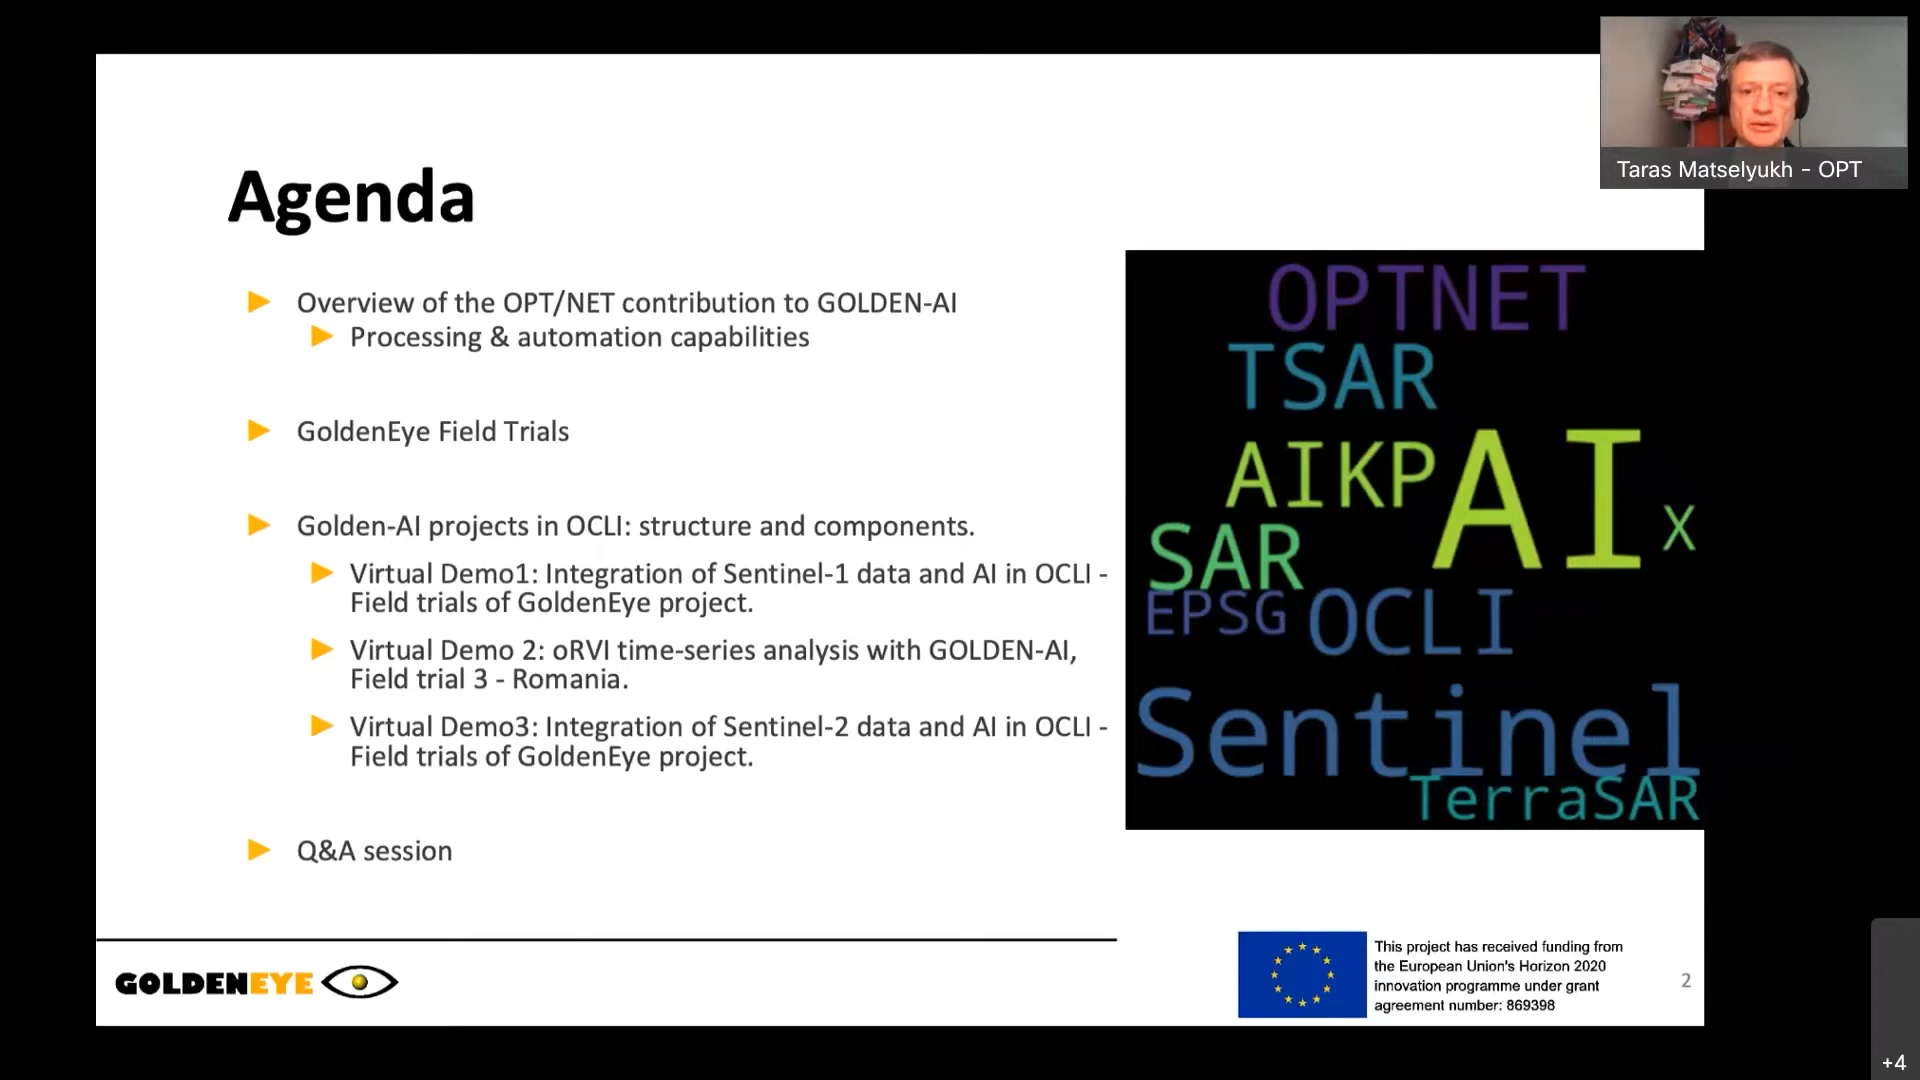 Taras Matselyukh - OPT
Agenda
Overview of the OPT/NET contribution to GOLDEN-AI
Processing & automation capabilities
GoldenEye Field Trials
Golden-AI projects in OCLI: structure and components.
Virtual Demo1: Integration of Sentinel-1 data and AI in OCLI -
Field trials of GoldenEye project.
Virtual Demo 2: oRVI time-series analysis with GOLDEN-AI,
Field trial 3 - Romania.
Virtual Demo3: Integration of Sentinel-2 data and AI in OCLI -
Field trials of GoldenEye project.
Q&A session
OPTNET
TSAR
AIKP
AI
X
SAR
EPSG
OCLI
Sentinel
TerraSAR
GOLDENEYE
This project has received funding from
the European Union's Horizon 2020
innovation programme under grant
agreement number: 869398
2
+4